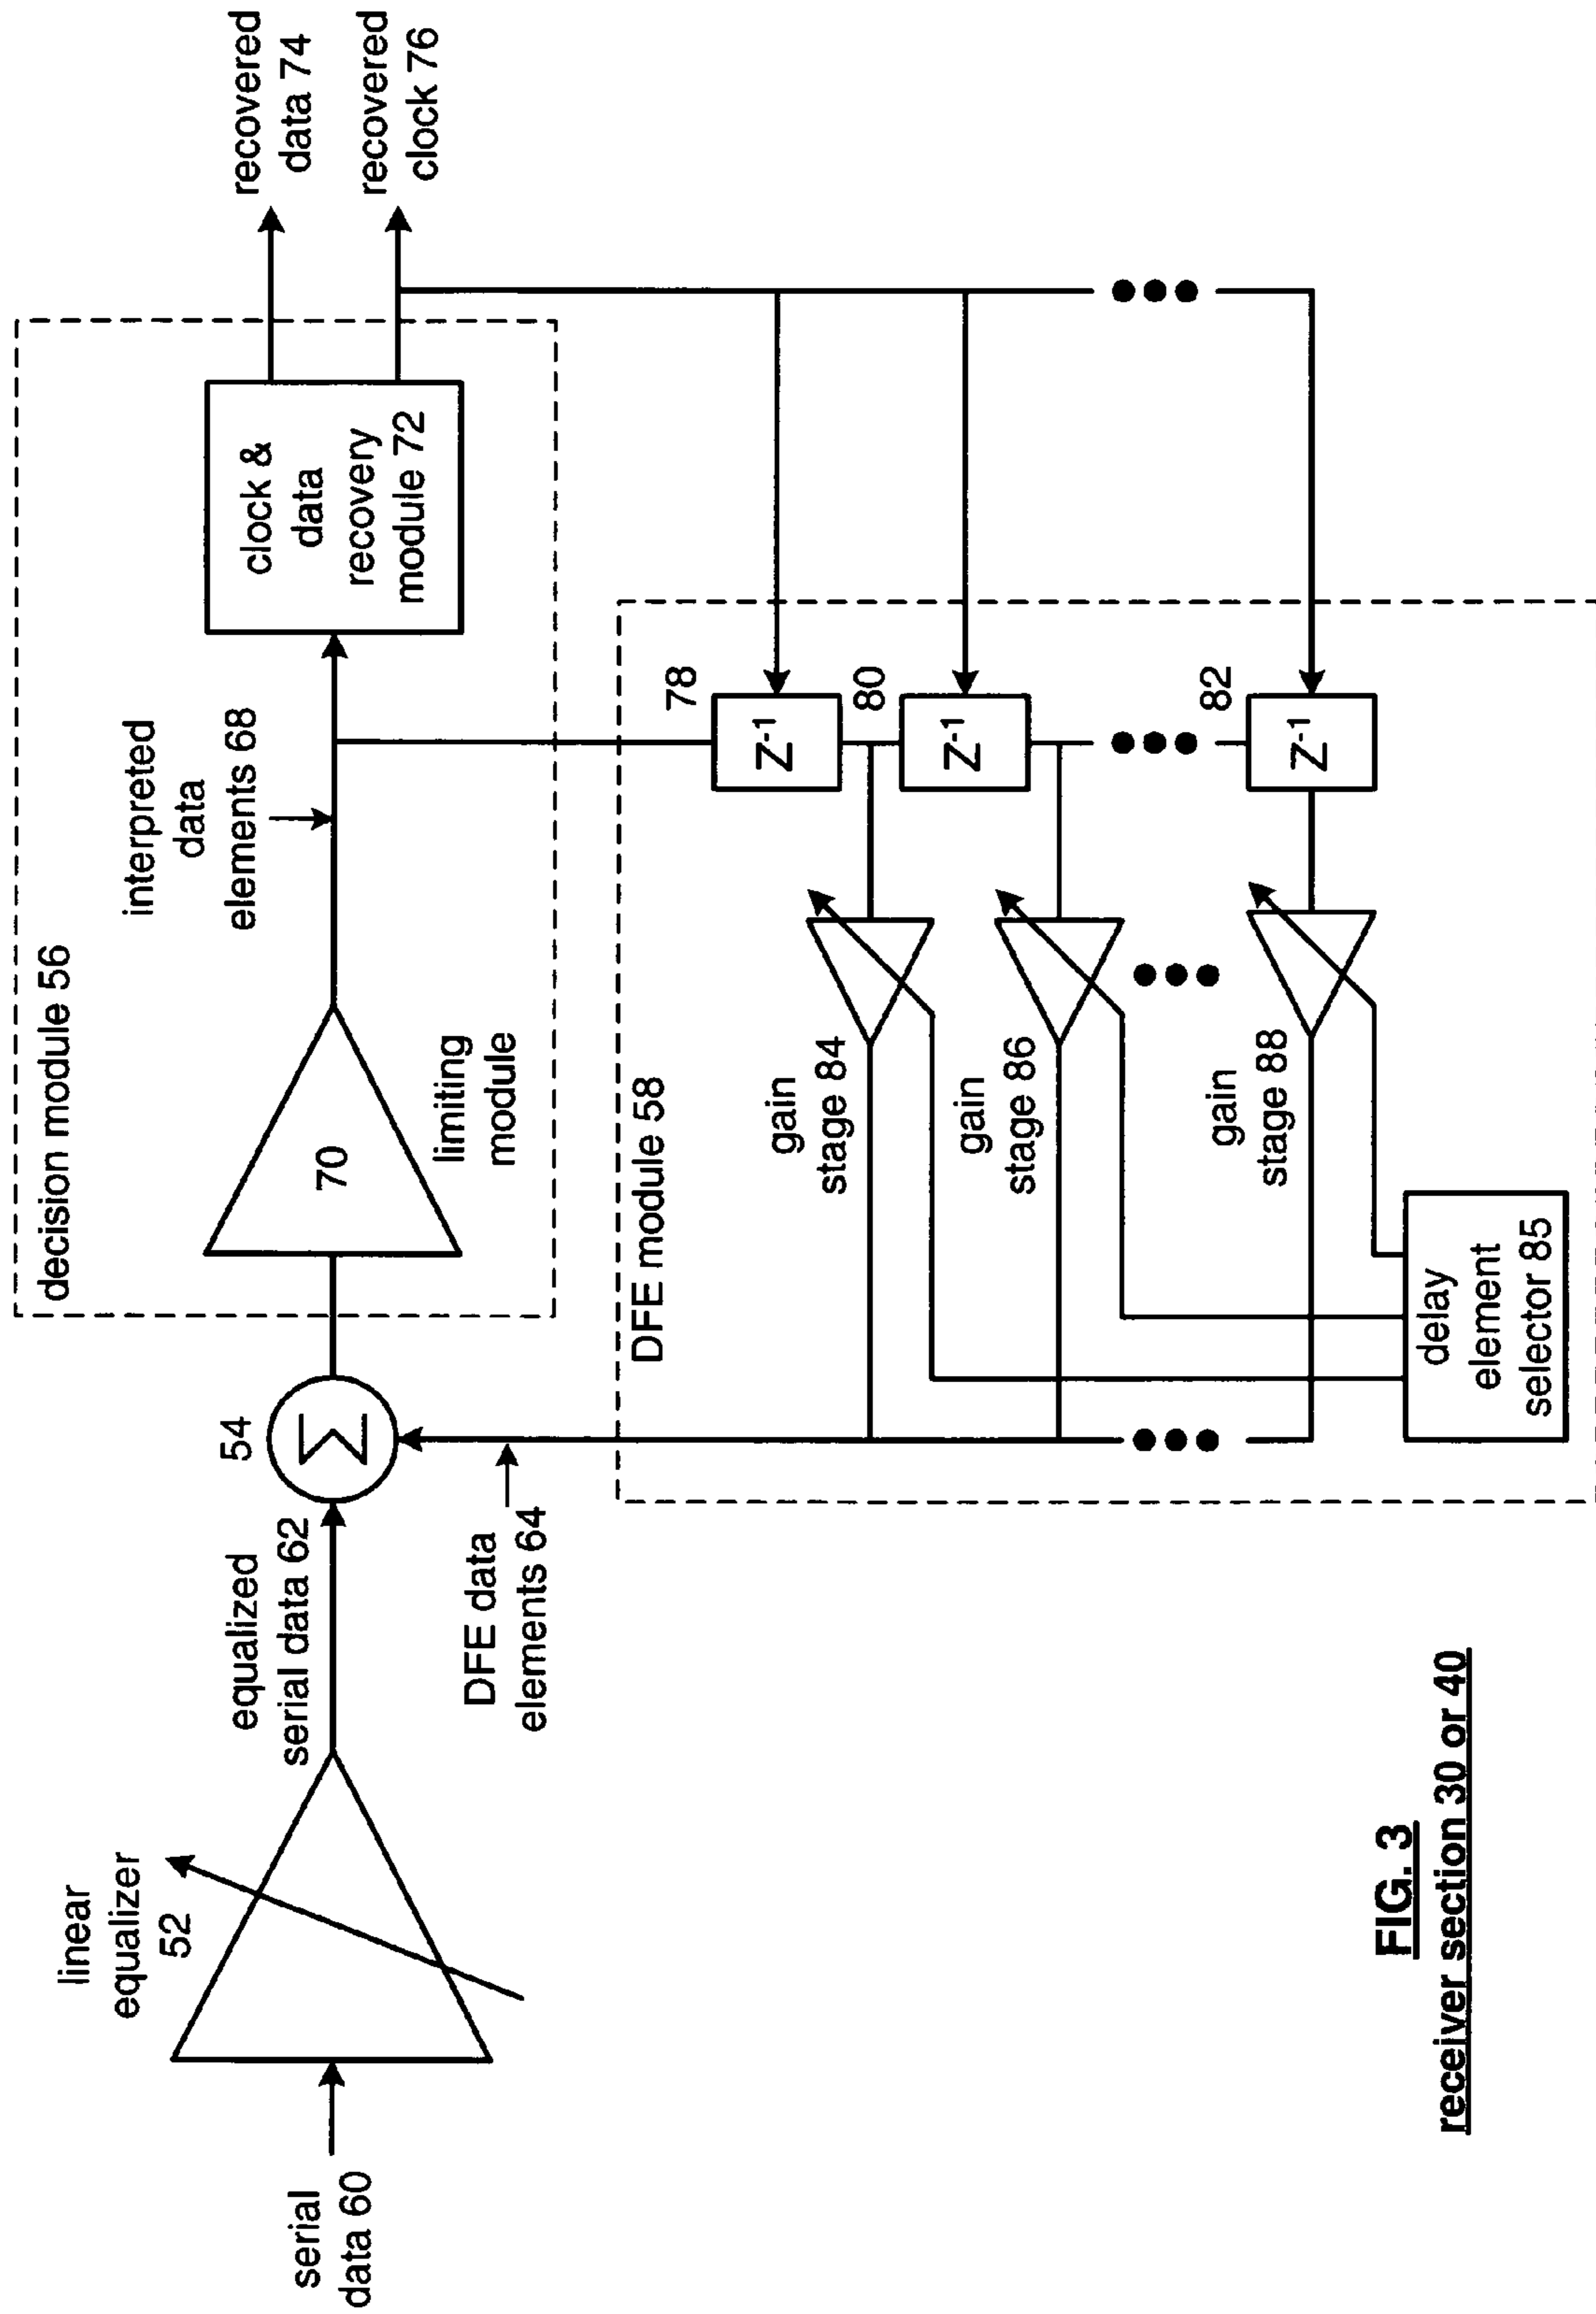 linear
equalizer
52
serial
data 60
equalized
serial data 62
54
Σ
DFE data
elements 64
decision module 56
70
limiting
module
interpreted
data
elements 68
clock &
data
recovery
module 72
recovered
data 74
recovered
clock 76
DFE module 58
78
Z-1
80
Z-1
82
Z-1
gain
stage 84
gain
stage 86
gain
stage 88
delay
element
selector 85
FIG. 3
receiver section 30 or 40